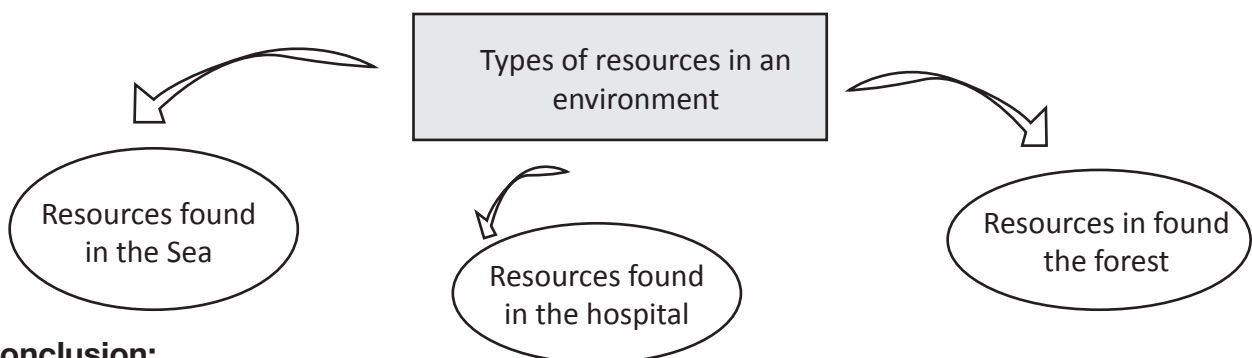 Types of resources in an
environment
Resources found
in the Sea
Resources found
in the hospital
Resources in found
the forest
onclusion: